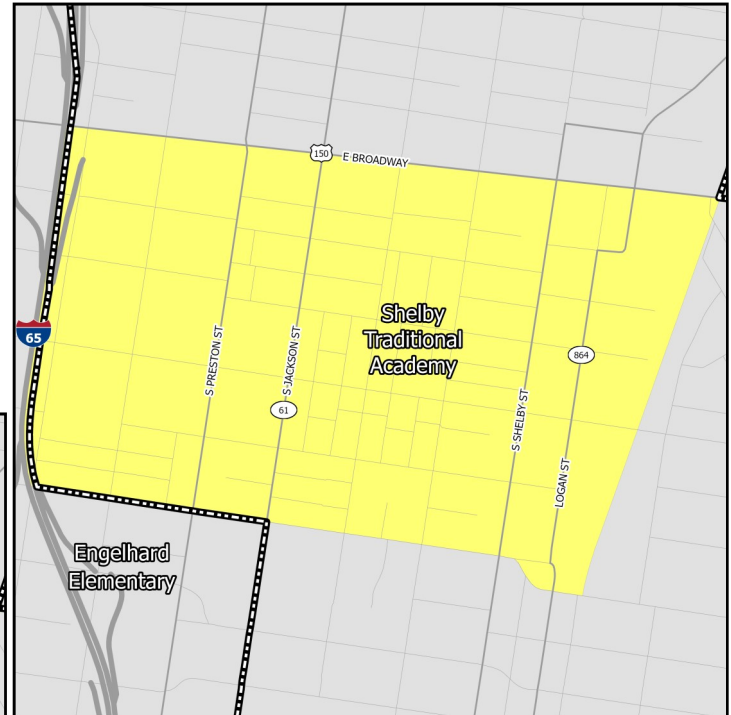 150
E BROADWAY
65
S PRESTON ST
S JACKSON ST
61
Shelby
Traditional
Academy
864
S SHELBY ST
LOGAN ST
Engelhard
Elementary